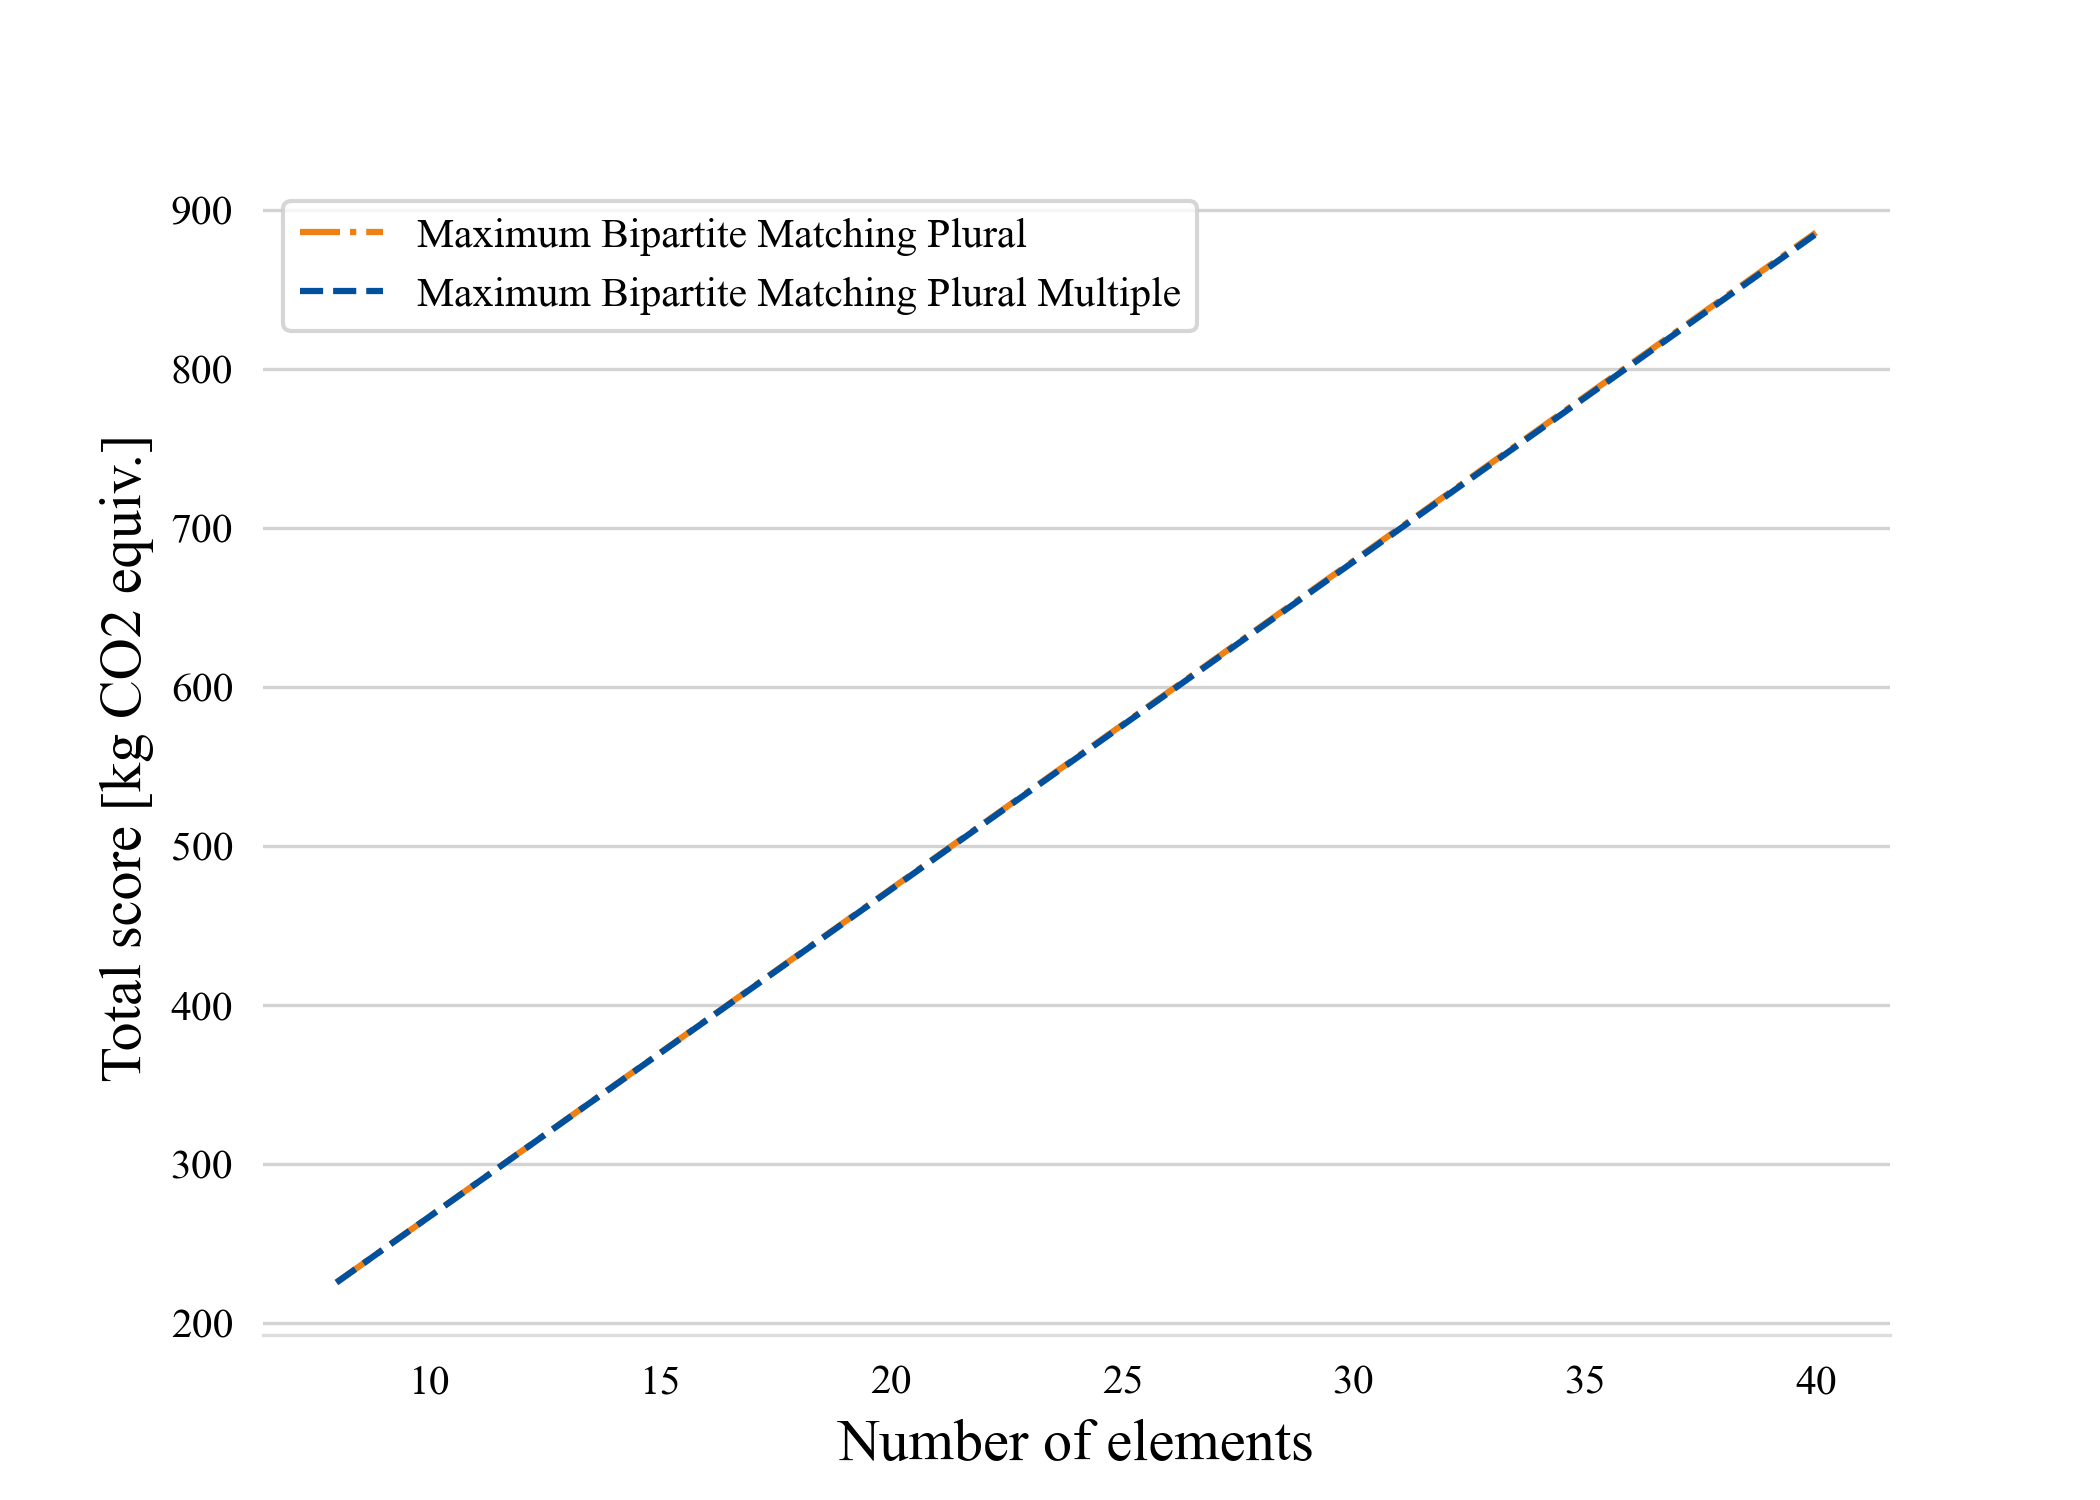 900
800
700
600
500
400
300
200
Total score [kg CO2 equiv.]
Maximum Bipartite Matching Plural
Maximum Bipartite Matching Plural Multiple
10 15 20 25 30 35 40
Number of elements